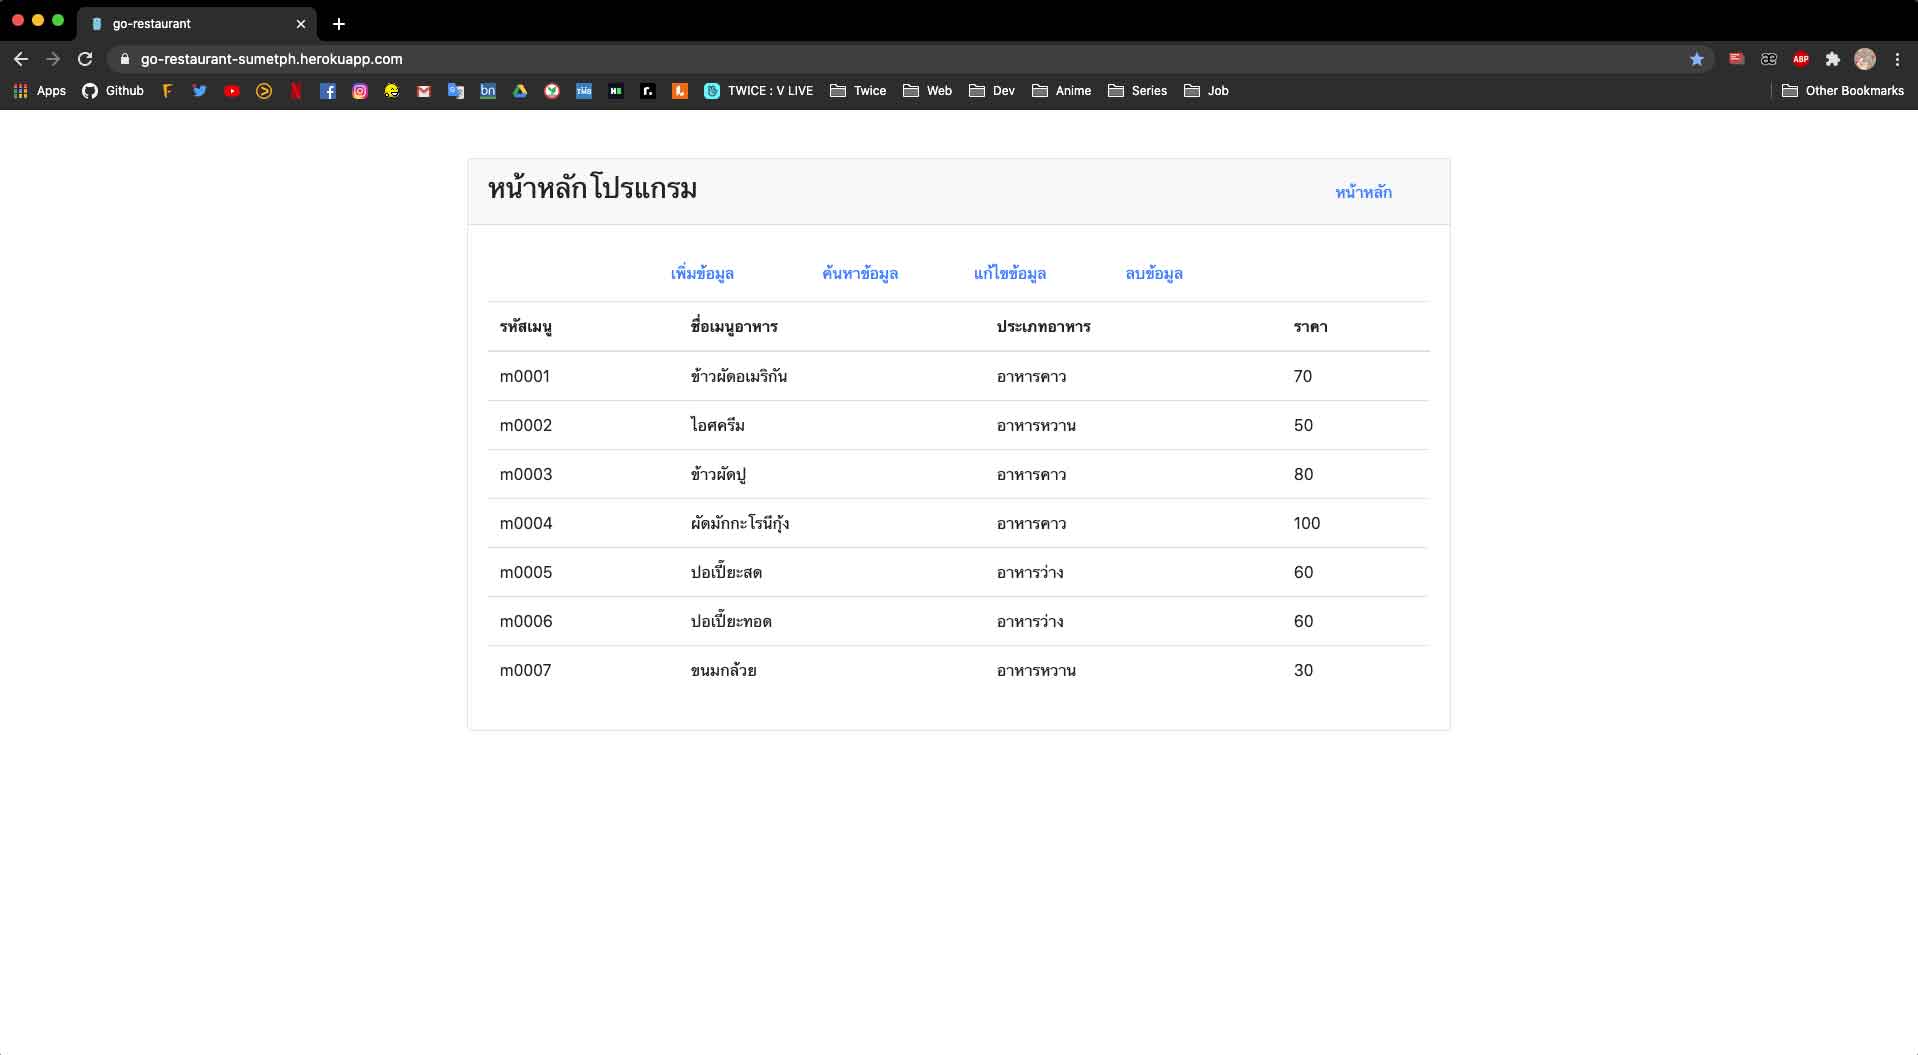 go-restaurant
go-restaurant-sumetph.herokuapp.com
ABP
Apps Github bn TMB TWICE : V LIVE Twice Web Dev Anime Series Job Other Bookmarks
หน้าหลักโปรแกรม หน้าหลัก
เพิ่มข้อมูล ค้นหาข้อมูล แก้ไขข้อมูล ลบข้อมูล
รหัสเมนู ชื่อเมนูอาหาร ประเภทอาหาร ราคา
m0001 ข้าวผัดอเมริกัน อาหารคาว 70
m0002 ไอศครีม อาหารหวาน 50
m0003 ข้าวผัดปู อาหารคาว 80
m0004 ผัดมักกะโรนีกุ้ง อาหารคาว 100
m0005 ปอเปี๊ยะสด อาหารว่าง 60
m0006 ปอเปี๊ยะทอด อาหารว่าง 60
m0007 ขนมกล้วย อาหารหวาน 30